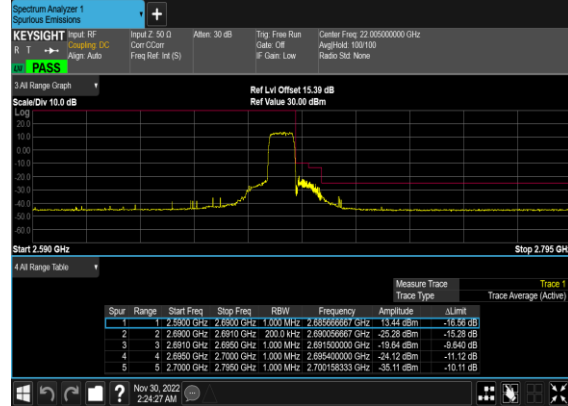 Spectrum Analyzer 1
Spurious Emissions
+
KEYSIGHT Input: RF Input Z: 50 Ω Atten: 30 dB Trig: Free Run Center Freq: 22.005000000 GHz
R T Coupling: DC Corr CCorr Gate: Off Avg|Hold: 100/100
Align: Auto Freq Ref: Int (S) IF Gain: Low Radio Std: None
PASS
3 All Range Graph
Ref Lvl Offset 15.39 dB
Scale/Div 10.0 dB Ref Value 30.00 dBm
Log
20.0
10.0
0.00
-10.0
-20.0
-30.0
-40.0
-50.0
-60.0
Start 2.590 GHz Stop 2.795 GH
4 All Range Table
Measure Trace Trace 1
Trace Type Trace Average (Active)
Spur Range Start Freq Stop Freq RBW Frequency Amplitude ΔLimit
1 1 2.5900 GHz 2.6900 GHz 1.000 MHz 2.685666667 GHz 13.44 dBm -16.56 dB
2 2 2.6900 GHz 2.6910 GHz 200.0 kHz 2.690056667 GHz -25.28 dBm -15.28 dB
3 3 2.6910 GHz 2.6950 GHz 1.000 MHz 2.691500000 GHz -19.64 dBm -9.640 dB
4 4 2.6950 GHz 2.7000 GHz 1.000 MHz 2.695400000 GHz -24.12 dBm -11.12 dB
5 5 2.7000 GHz 2.7950 GHz 1.000 MHz 2.700158333 GHz -35.11 dBm -10.11 dB
? Nov 30, 2022
2:24:27 AM